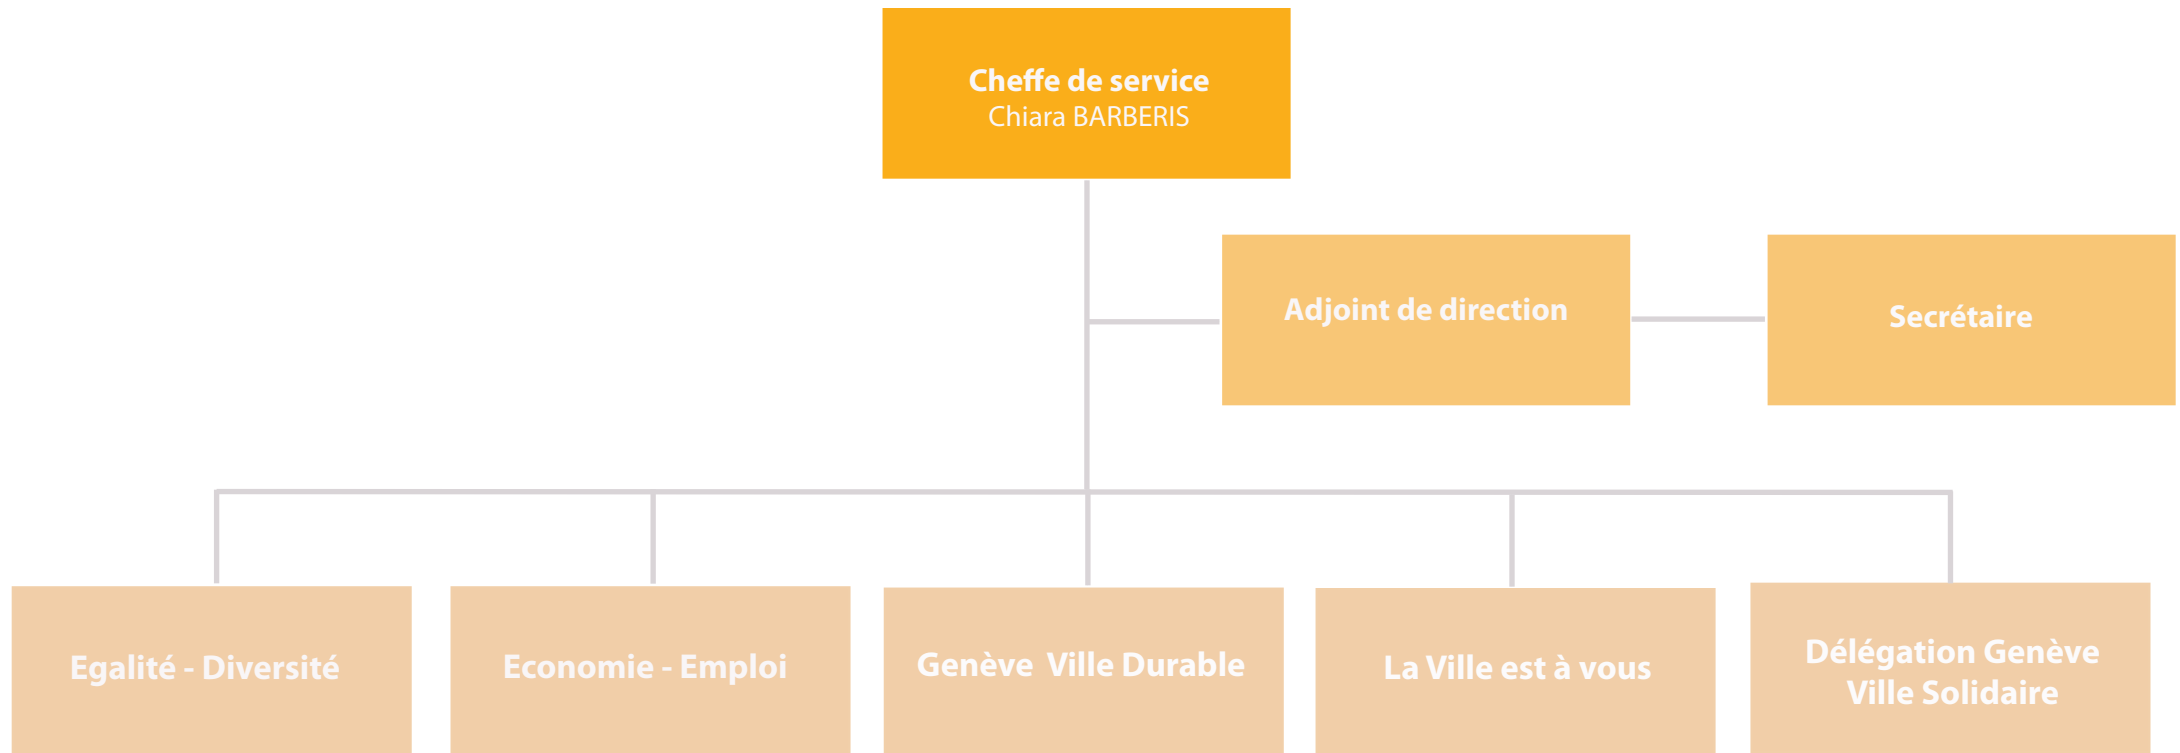 Cheffe de service
Chiara BARBERIS
Adjoint de direction
Secrétaire
Egalité - Diversité
Economie - Emploi
Genève Ville Durable
La Ville est à vous
Délégation Genève
Ville Solidaire